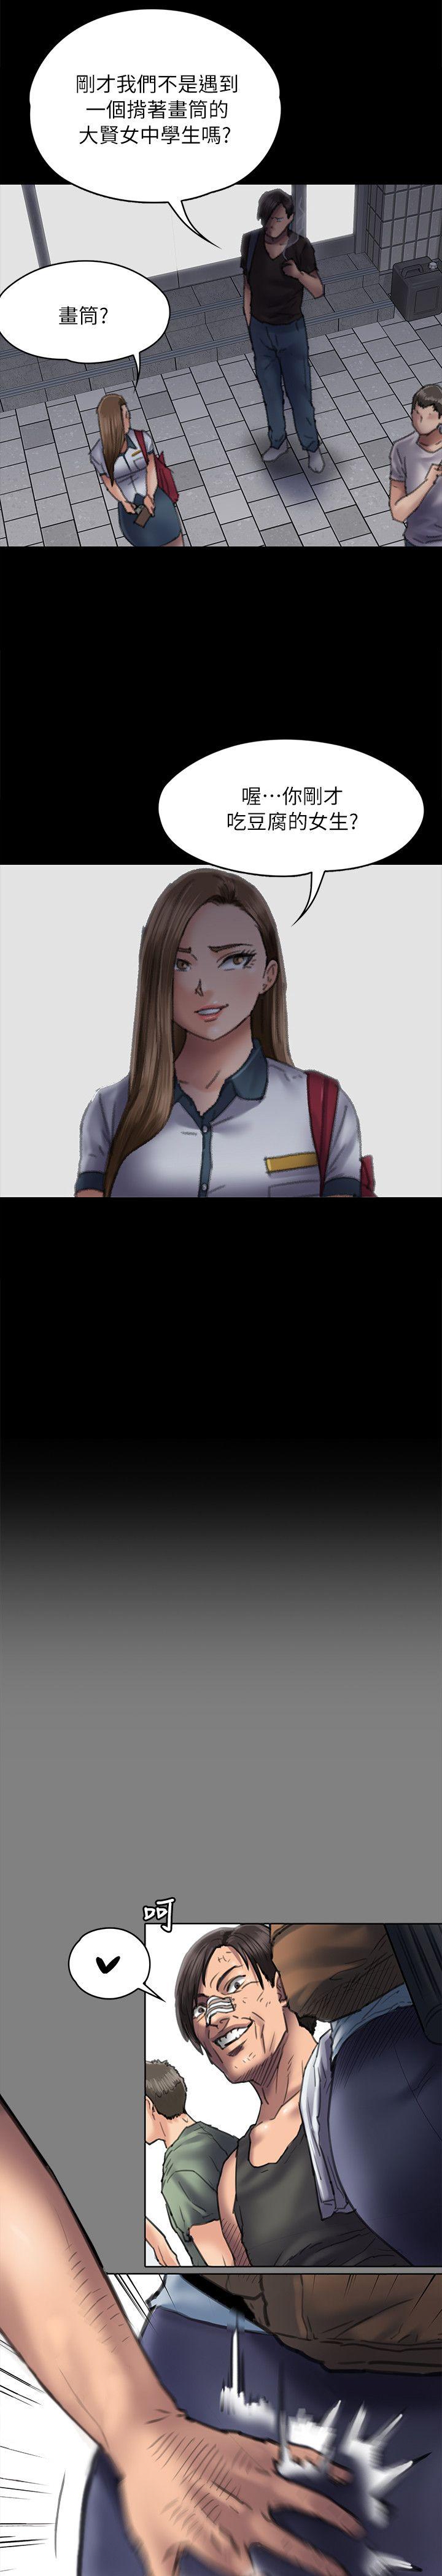 剛才我們不是遇到
一個揹著畫筒的
大賢女中學生嗎?
畫筒?
喔…你剛才
吃豆腐的女生?
呵